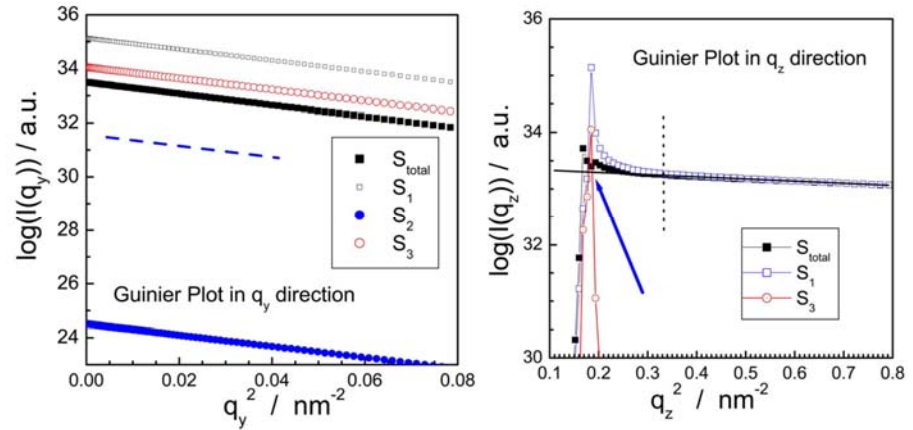 36
34
32
30
28
26
24
log(I(q_y)) / a.u.
S_total
S_1
S_2
S_3
Guinier Plot in q_y direction
0.00 0.02 0.04 0.06 0.08
q_y^2 / nm^-2
36
35
34
33
32
31
30
log(I(q_z)) / a.u.
Guinier Plot in q_z direction
S_total
S_1
S_3
0.1 0.2 0.3 0.4 0.5 0.6 0.7 0.8
q_z^2 / nm^-2